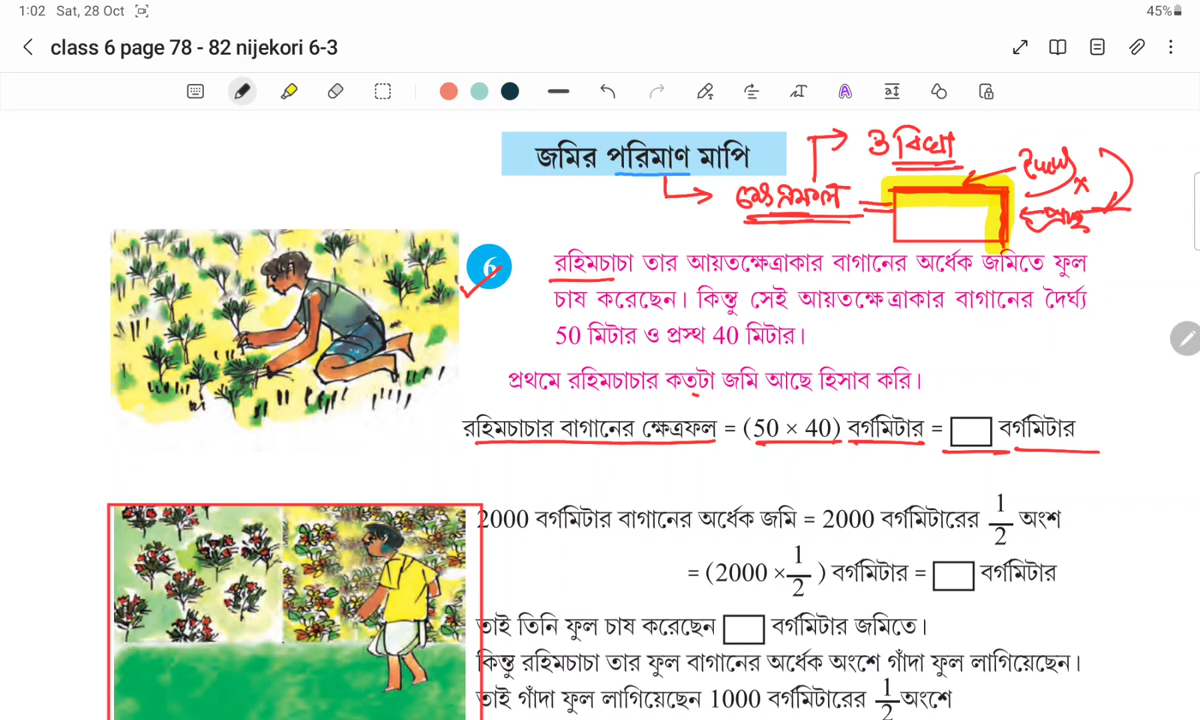 1:02 Sat, 28 Oct
45%
class 6 page 78 - 82 nijekori 6-3
জমির পরিমাণ মাপি
৩ বিঘা
দৈর্ঘ্য
×
প্রস্থ
ক্ষেত্রফল =
6
রহিমচাচা তার আয়তক্ষেত্রাকার বাগানের অর্ধেক জমিতে ফুল
চাষ করেছেন। কিন্তু সেই আয়তক্ষেত্রাকার বাগানের দৈর্ঘ্য
50 মিটার ও প্রস্থ 40 মিটার।
প্রথমে রহিমচাচার কতটা জমি আছে হিসাব করি।
রহিমচাচার বাগানের ক্ষেত্রফল = (50 × 40) বর্গমিটার = বর্গমিটার
2000 বর্গমিটার বাগানের অর্ধেক জমি = 2000 বর্গমিটারের 1/2 অংশ
= (2000 × 1/2 ) বর্গমিটার = বর্গমিটার
তাই তিনি ফুল চাষ করেছেন বর্গমিটার জমিতে।
কিন্তু রহিমচাচা তার ফুল বাগানের অর্ধেক অংশে গাঁদা ফুল লাগিয়েছেন।
তাই গাঁদা ফুল লাগিয়েছেন 1000 বর্গমিটারের 1/2 অংশে